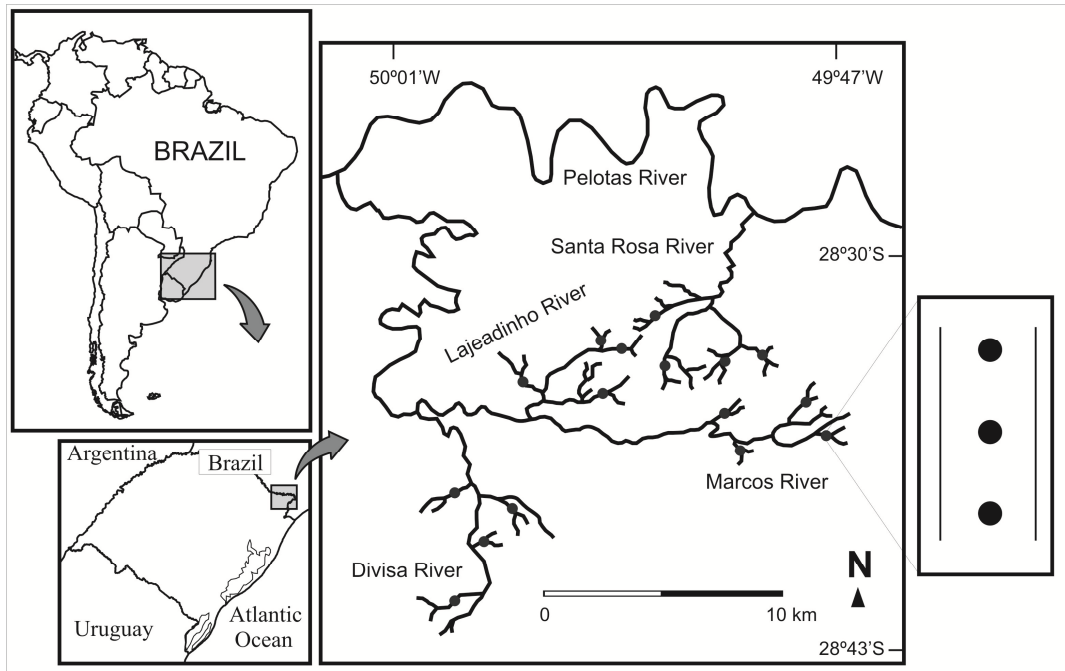 BRAZIL
Argentina
Brazil
Uruguay
Atlantic
Ocean
50º01'W
49º47'W
Pelotas River
Santa Rosa River
28º30'S
Lajeadinho River
Marcos River
Divisa River
N
0
10 km
28º43'S